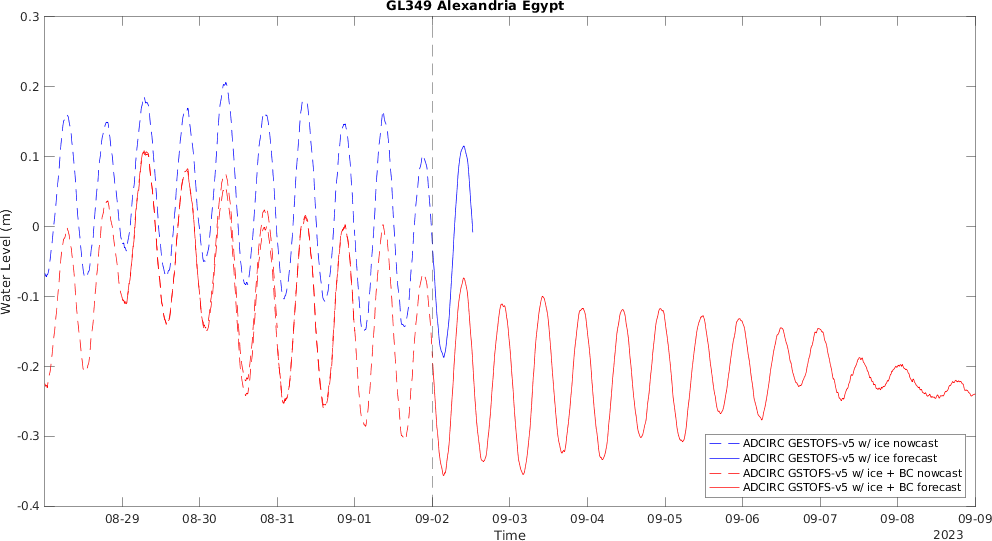 GL349 Alexandria Egypt
0.3
0.2
0.1
0
-0.1
-0.2
-0.3
-0.4
Water Level (m)
ADCIRC GESTOFS-v5 w/ ice nowcast
ADCIRC GESTOFS-v5 w/ ice forecast
ADCIRC GSTOFS-v5 w/ ice + BC nowcast
ADCIRC GSTOFS-v5 w/ ice + BC forecast
08-29 08-30 08-31 09-01 09-02 09-03 09-04 09-05 09-06 09-07 09-08 09-09
Time
2023